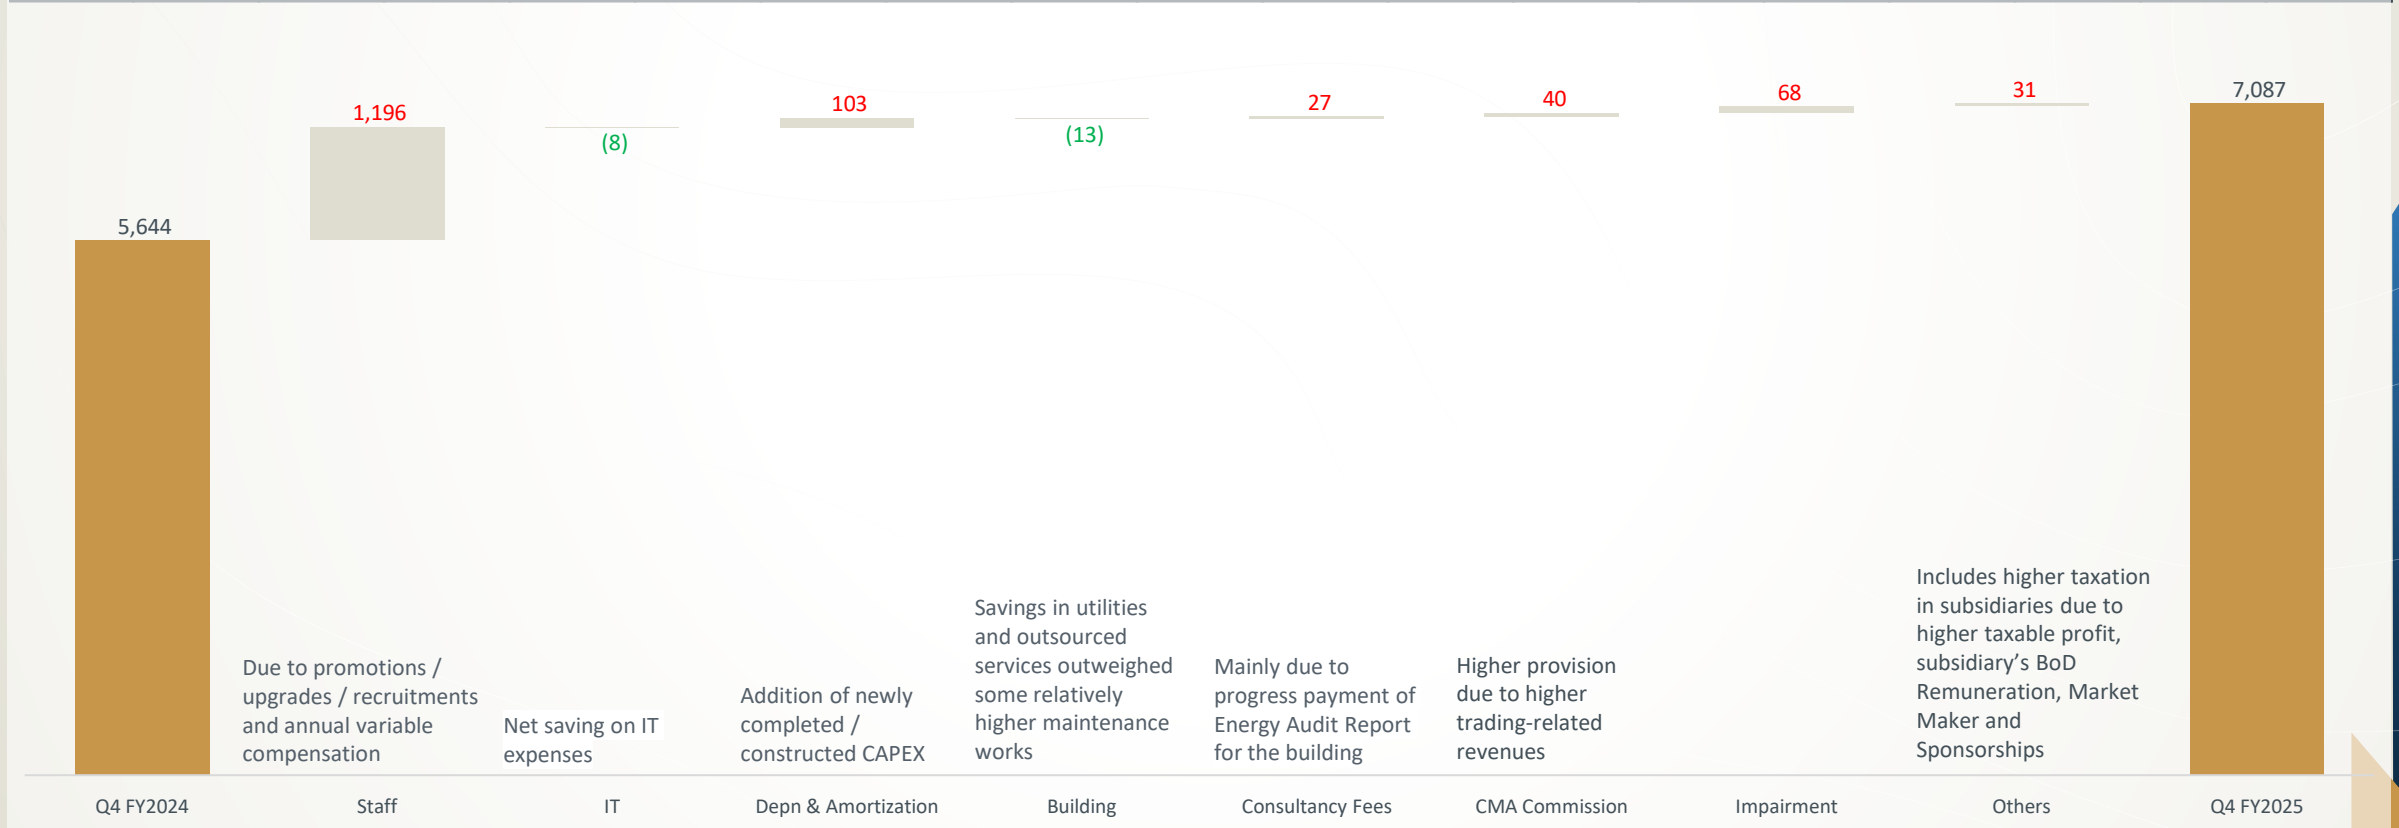 1,196
(8)
103
(13)
27
40
68
31
7,087
5,644
Due to promotions /
upgrades / recruitments
and annual variable
compensation
Net saving on IT
expenses
Addition of newly
completed /
constructed CAPEX
Savings in utilities
and outsourced
services outweighed
some relatively
higher maintenance
works
Mainly due to
progress payment of
Energy Audit Report
for the building
Higher provision
due to higher
trading-related
revenues
Includes higher taxation
in subsidiaries due to
higher taxable profit,
subsidiary’s BoD
Remuneration, Market
Maker and
Sponsorships
Q4 FY2024
Staff
IT
Depn & Amortization
Building
Consultancy Fees
CMA Commission
Impairment
Others
Q4 FY2025